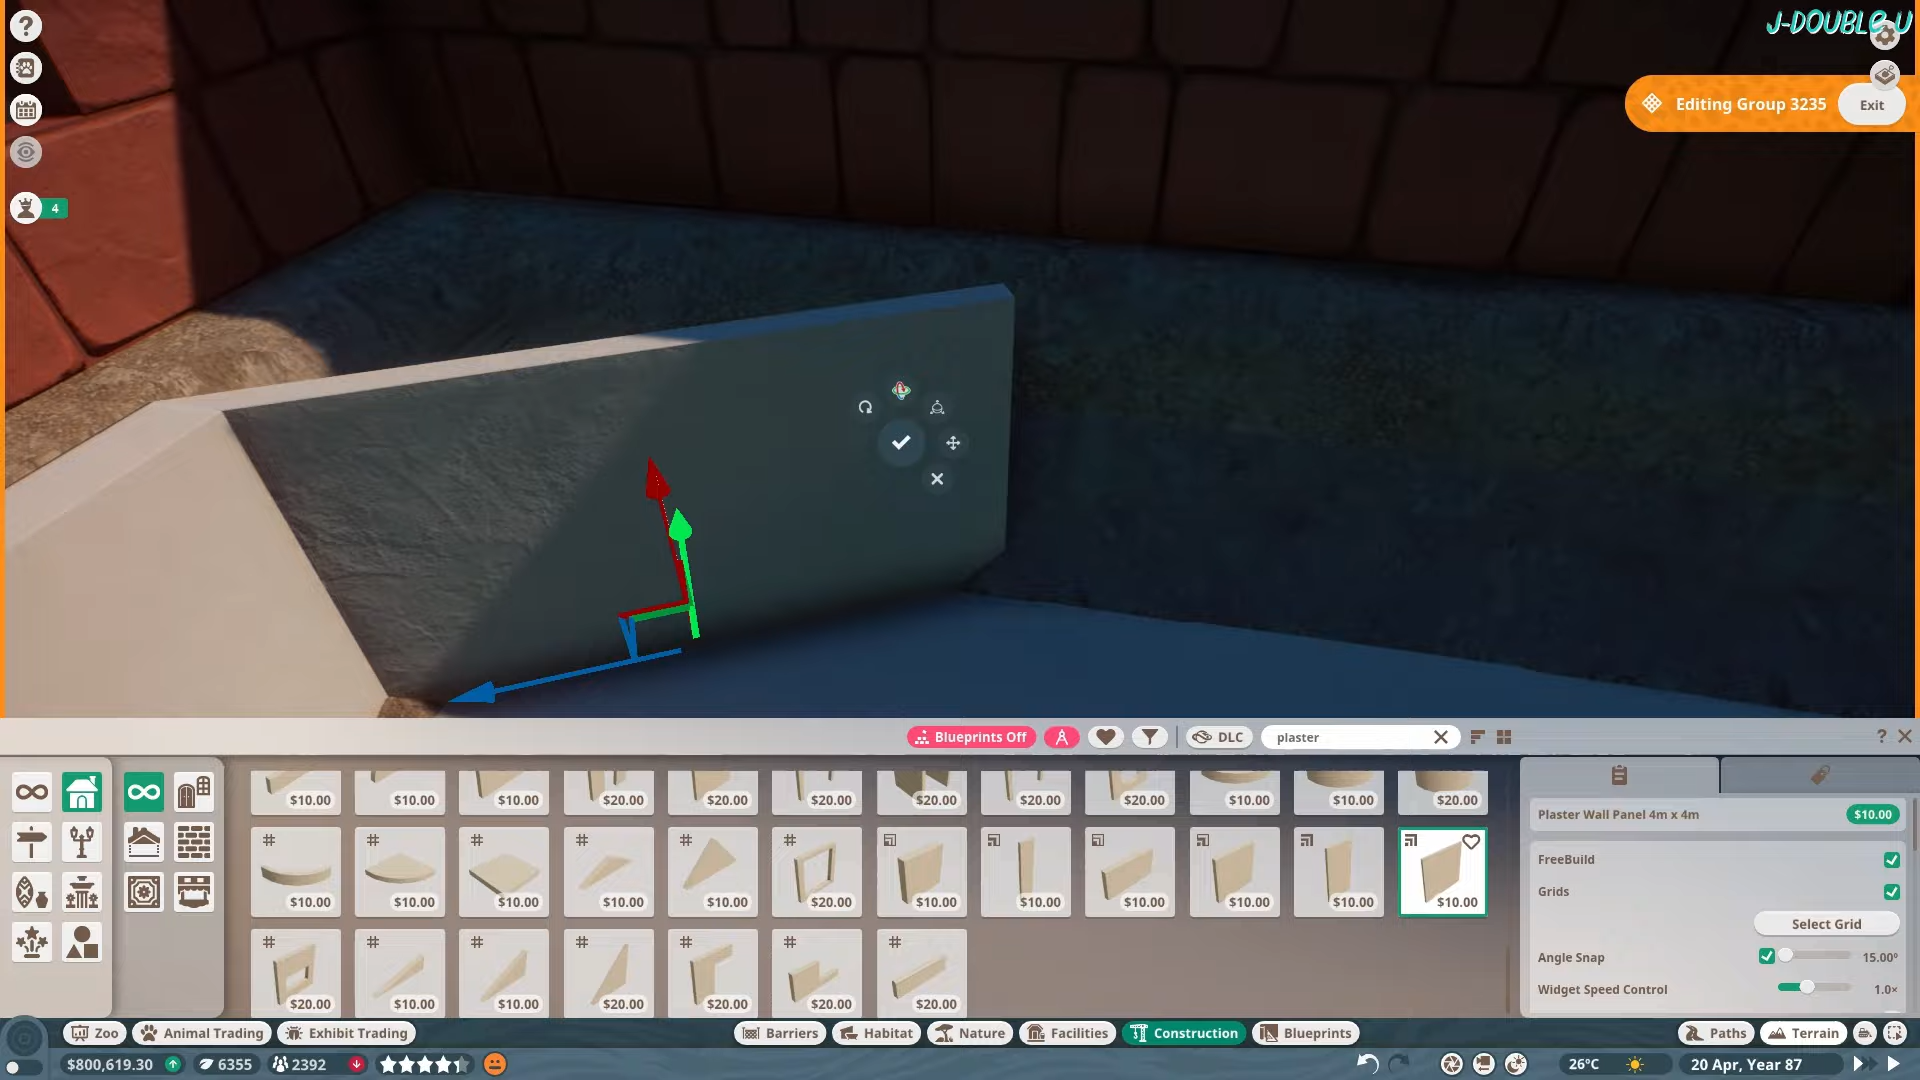 J-DOUBLE U
Editing Group 3235
Exit
4
Blueprints Off
DLC
plaster
$10.00 $10.00 $10.00 $20.00 $20.00 $20.00 $20.00 $20.00 $20.00 $10.00 $10.00 $20.00
$10.00 $10.00 $10.00 $10.00 $10.00 $20.00 $10.00 $10.00 $10.00 $10.00 $10.00 $10.00
$20.00 $10.00 $10.00 $20.00 $20.00 $20.00 $20.00
Plaster Wall Panel 4m x 4m $10.00
FreeBuild
Grids
Select Grid
Angle Snap 15.00°
Widget Speed Control 1.0×
Zoo Animal Trading Exhibit Trading Barriers Habitat Nature Facilities Construction Blueprints Paths Terrain
$800,619.30 6355 2392 26°C 20 Apr, Year 87